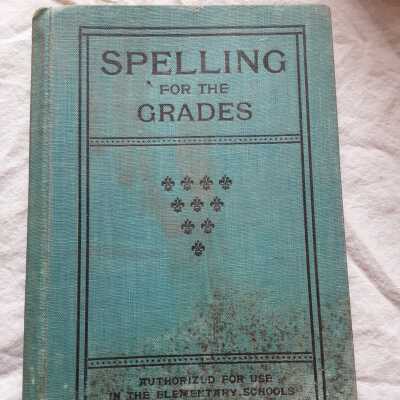 SPELLING
FOR THE
GRADES
AUTHORIZED FOR USE
IN THE ELEMENTARY SCHOOLS